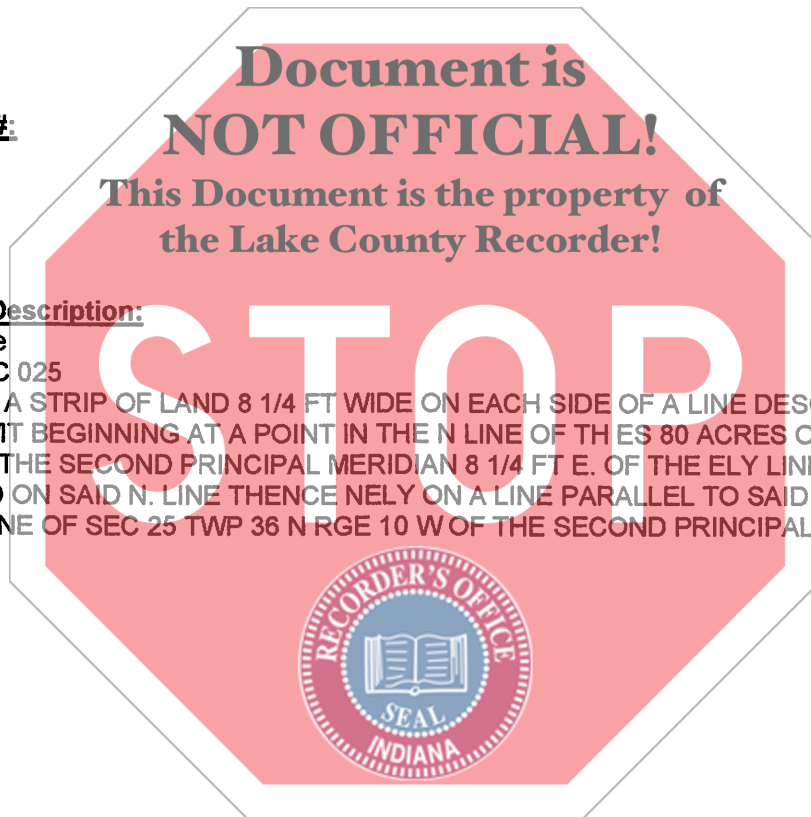 Document is
#:
NOT OFFICIAL!
This Document is the property of
the Lake County Recorder!
Description:
e
C 025
A STRIP OF LAND 8 1/4 FT WIDE ON EACH SIDE OF A LINE DES
IT BEGINNING AT A POINT IN THE N LINE OF TH ES 80 ACRES O
THE SECOND PRINCIPAL MERIDIAN 8 1/4 FT E. OF THE ELY LIN
D ON SAID N. LINE THENCE NELY ON A LINE PARALLEL TO SAID
NE OF SEC 25 TWP 36 N RGE 10 W OF THE SECOND PRINCIPAL
STOP
RECORDER'S OFFICE
SEAL
INDIANA